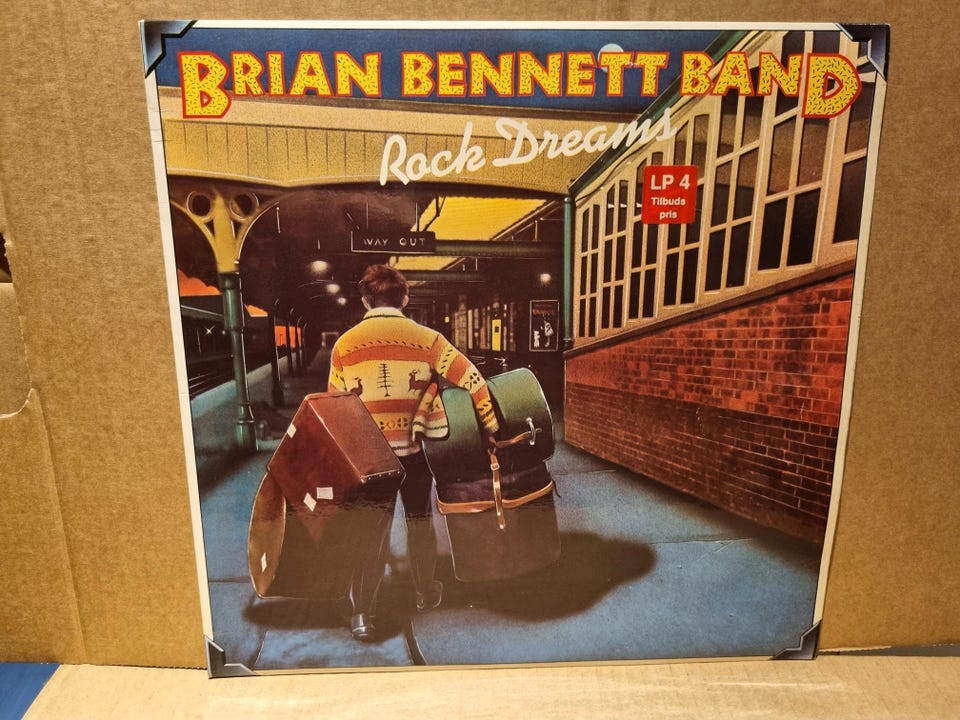 BRIAN BENNETT BAND
Rock Dreams
LP 4
Tilbuds
pris
WAY OUT